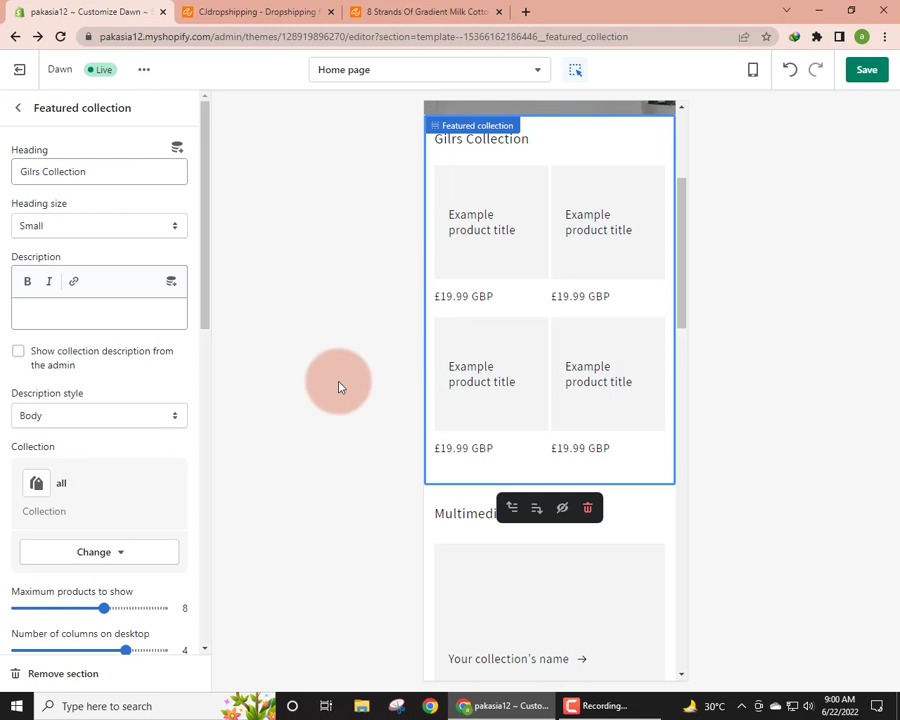 pakasia12 ~ Customize Dawn ~ S
CJdropshipping - Dropshipping f
8 Strands Of Gradient Milk Cotto
pakasia12.myshopify.com/admin/themes/128919896270/editor?section=template--15366162186446__featured_collection
a
Dawn
Live
Home page
Save
Featured collection
Heading
Gilrs Collection
Heading size
Small
Description
B I
Show collection description from
the admin
Description style
Body
Collection
all
Collection
Change
Maximum products to show
8
Number of columns on desktop
4
Remove section
Featured collection
Gilrs Collection
Example
product title
Example
product title
£19.99 GBP
£19.99 GBP
Example
product title
Example
product title
£19.99 GBP
£19.99 GBP
Multimedi
Your collection's name →
Type here to search
pakasia12 ~ Custo...
Recording...
30°C
9:00 AM
6/22/2022